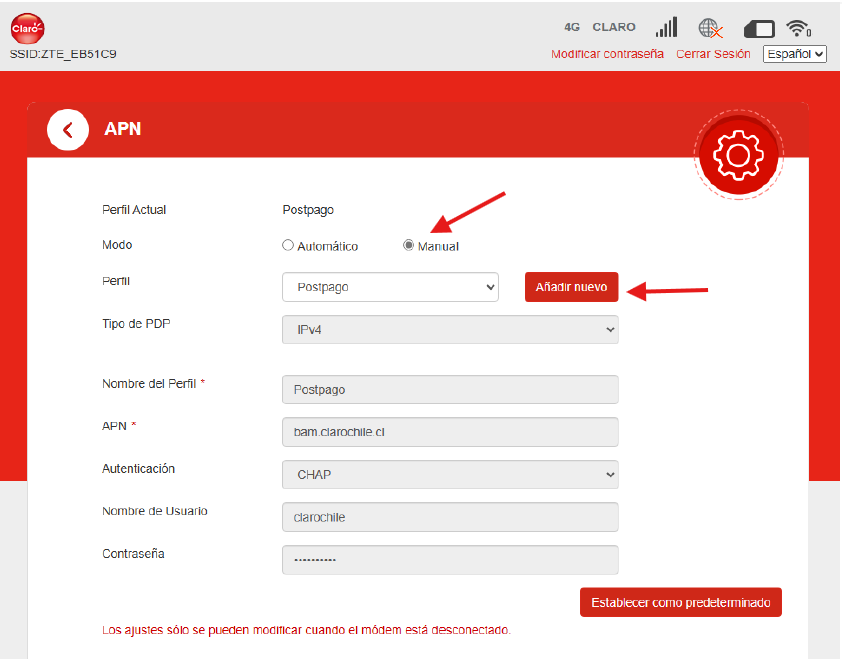 Claro
4G CLARO
0
SSID:ZTE_EB51C9
Modificar contraseña Cerrar Sesión Español
APN
Perfil Actual Postpago
Modo Automático Manual
Perfil Postpago Añadir nuevo
Tipo de PDP IPv4
Nombre del Perfil * Postpago
APN * bam.clarochile.cl
Autenticación CHAP
Nombre de Usuario clarochile
Contraseña ••••••••••
Establecer como predeterminado
Los ajustes sólo se pueden modificar cuando el módem está desconectado.